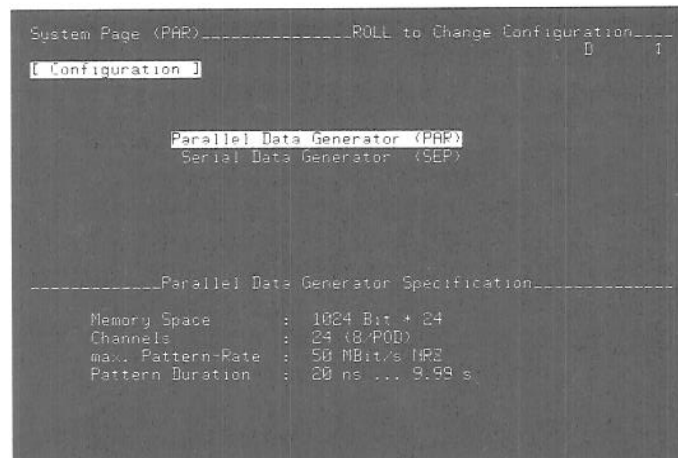 System Page (PAR)_______________ROLL to Change Configuration____
D 1
[ Configuration ]
Parallel Data Generator (PAR)
Serial Data Generator (SEP)
_____________Parallel Data Generator Specification______________
Memory Space : 1024 Bit * 24
Channels : 24 (8/POD)
max. Pattern-Rate : 50 MBit/s NRZ
Pattern Duration : 20 ns ... 9.99 s